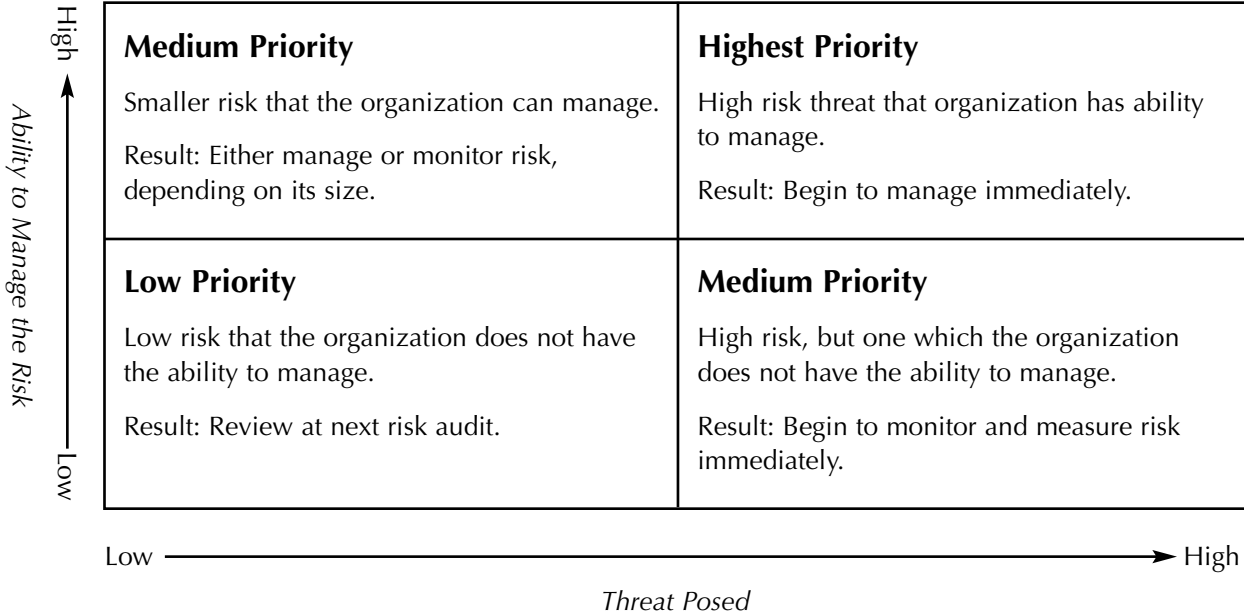 High
Ability to Manage the Risk
Low
Medium Priority
Smaller risk that the organization can manage.
Result: Either manage or monitor risk,
depending on its size.
Highest Priority
High risk threat that organization has ability
to manage.
Result: Begin to manage immediately.
Low Priority
Low risk that the organization does not have
the ability to manage.
Result: Review at next risk audit.
Medium Priority
High risk, but one which the organization
does not have the ability to manage.
Result: Begin to monitor and measure risk
immediately.
Low
High
Threat Posed